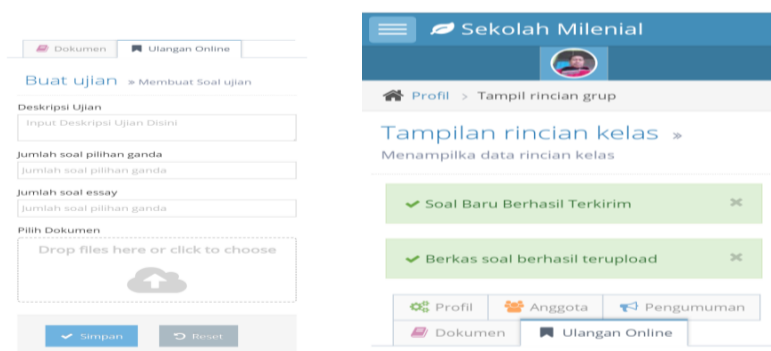 Dokumen Ulangan Online
Buat ujian » Membuat Soal ujian
Deskripsi Ujian
Input Deskripsi Ujian Disini
Jumlah soal pilihan ganda
Jumlah soal pilihan ganda
Jumlah soal essay
Jumlah soal pilihan ganda
Pilih Dokumen
Drop files here or click to choose
Simpan Reset
Sekolah Milenial
Profil > Tampil rincian grup
Tampilan rincian kelas »
Menampilka data rincian kelas
Soal Baru Berhasil Terkirim ×
Berkas soal berhasil terupload ×
Profil Anggota Pengumuman
Dokumen Ulangan Online